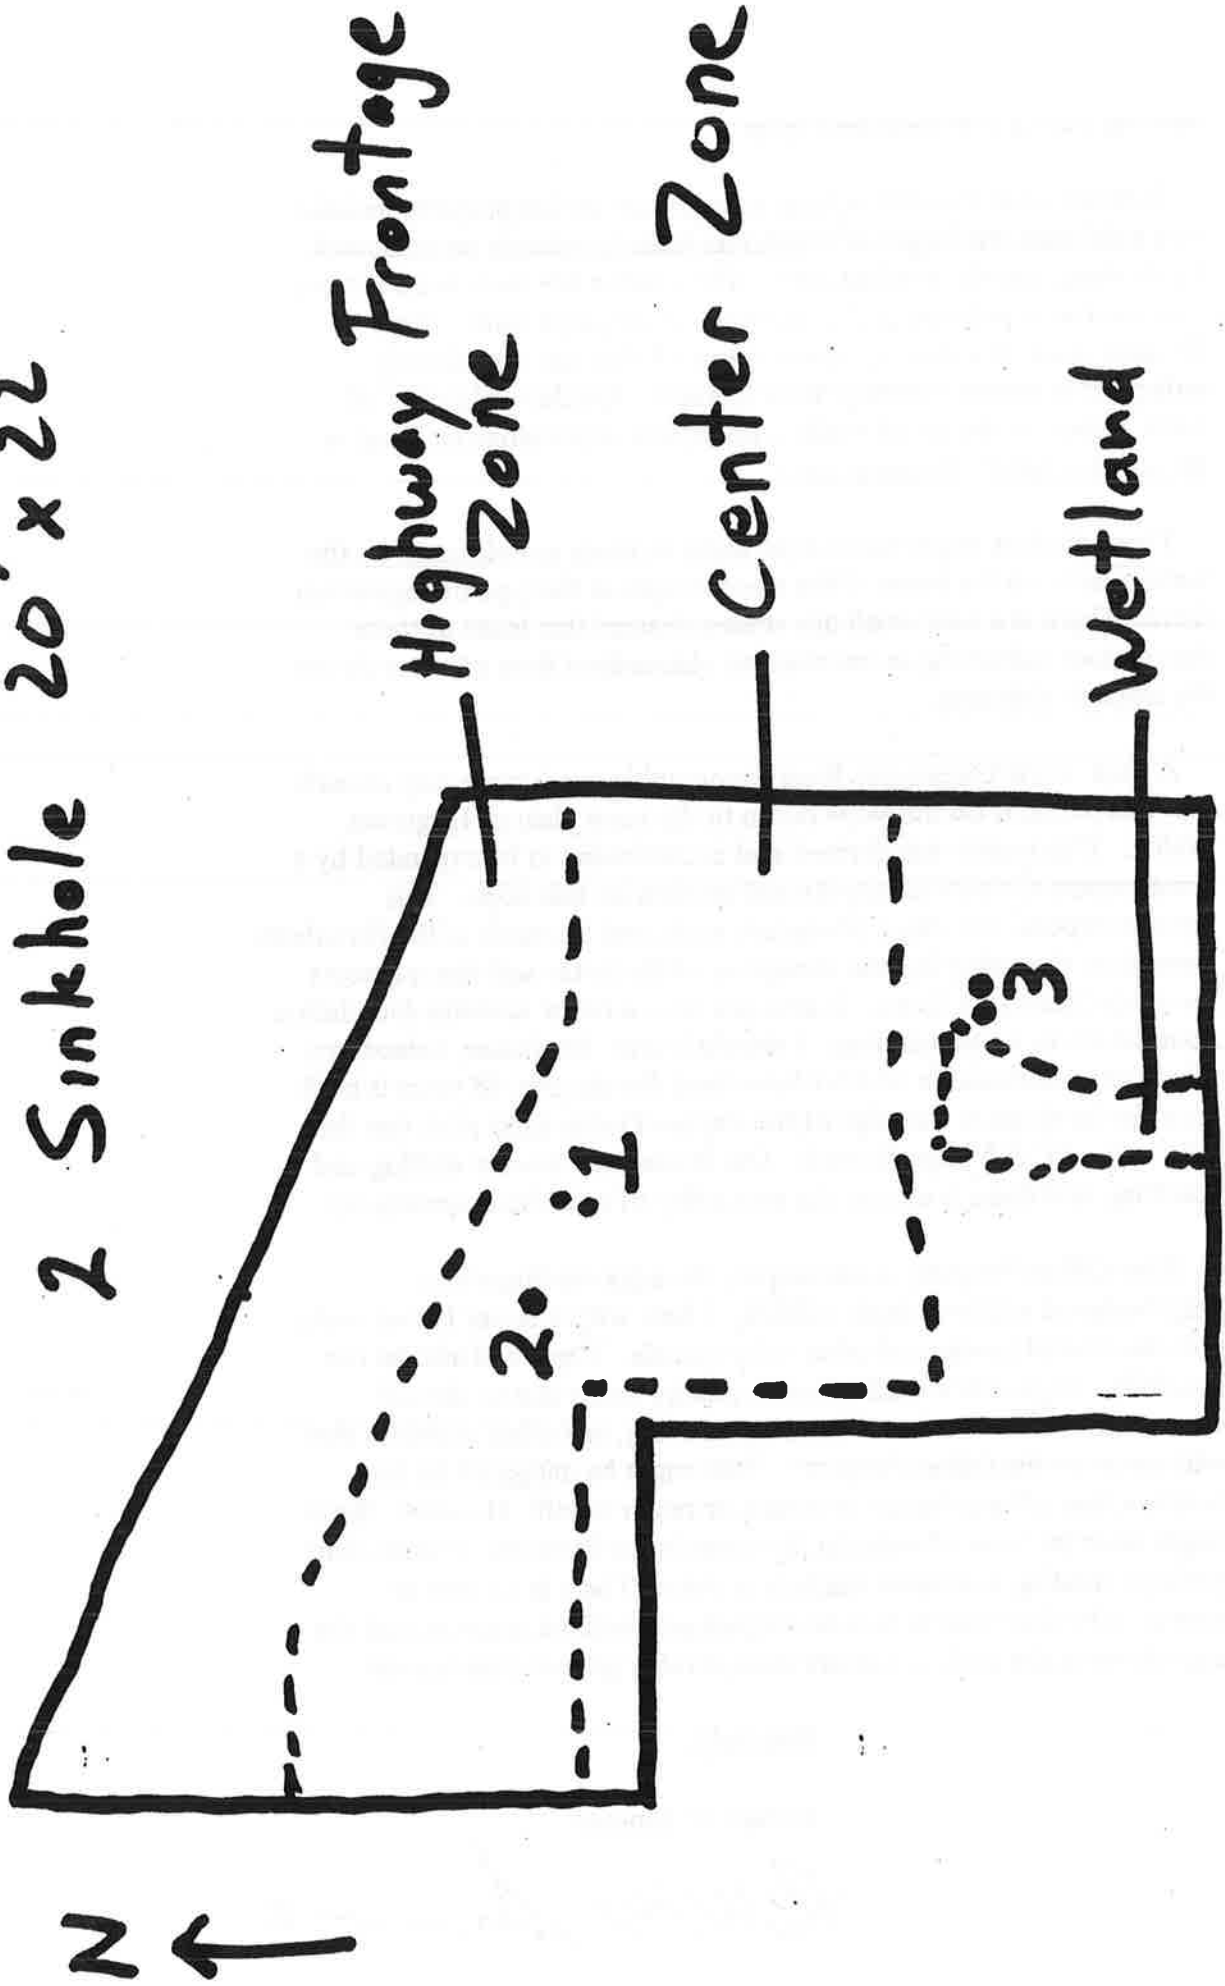 2 Sinkhole 20' x 22
N
Highway Frontage
Zone
2
1
Center Zone
3
Wetland